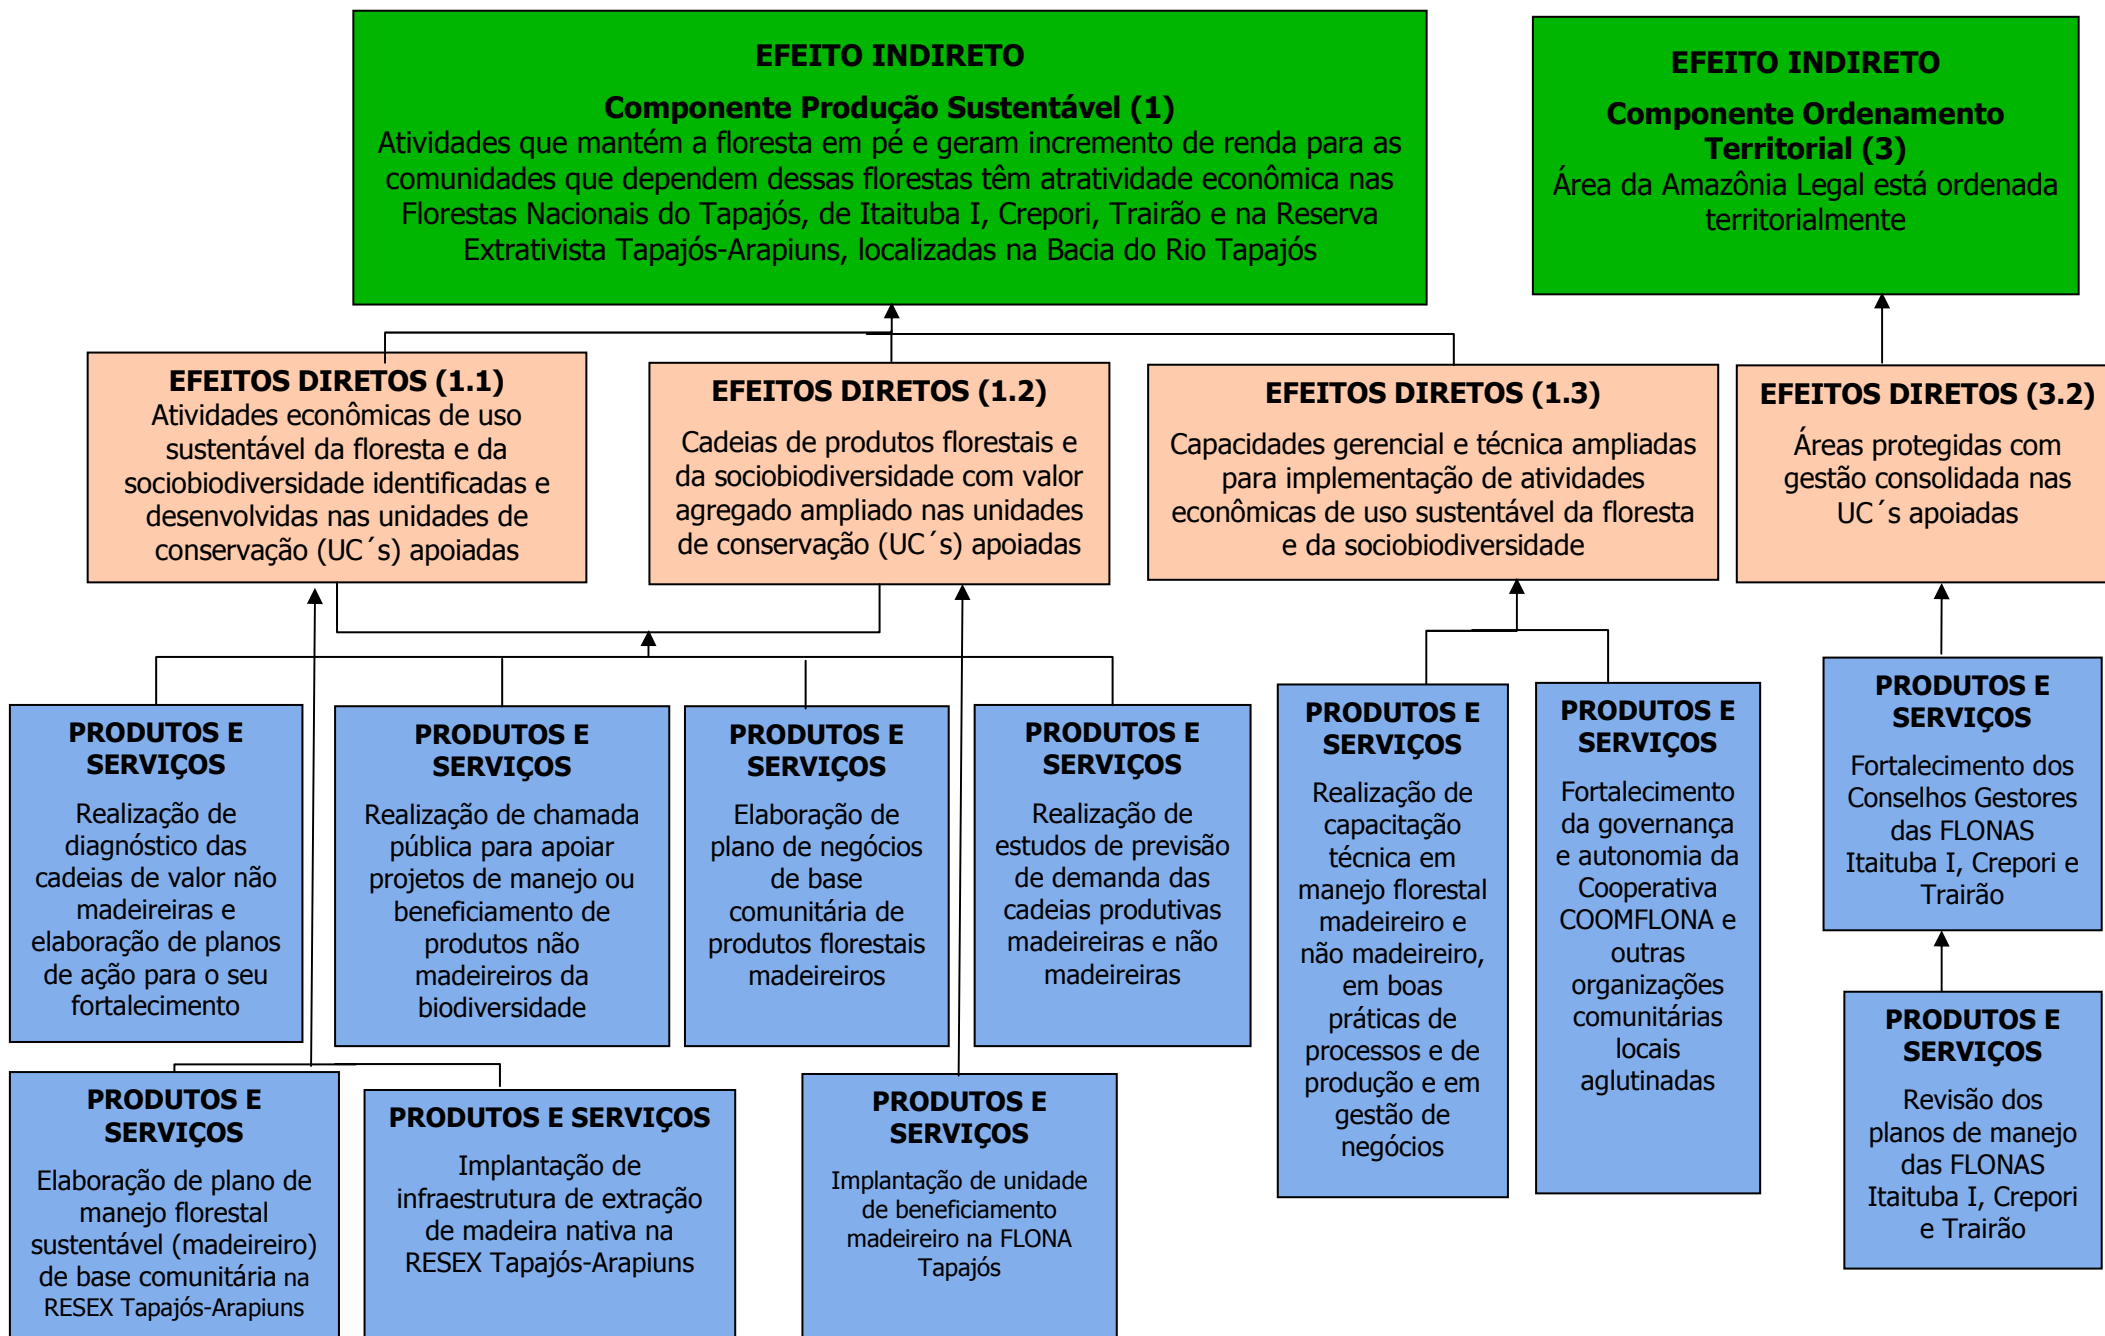 EFEITO INDIRETO
Componente Produção Sustentável (1)
Atividades que mantém a floresta em pé e geram incremento de renda para as
comunidades que dependem dessas florestas têm atratividade econômica nas
Florestas Nacionais do Tapajós, de Itaituba I, Crepori, Trairão e na Reserva
Extrativista Tapajós-Arapiuns, localizadas na Bacia do Rio Tapajós
EFEITO INDIRETO
Componente Ordenamento
Territorial (3)
Área da Amazônia Legal está ordenada
territorialmente
EFEITOS DIRETOS (1.1)
Atividades econômicas de uso
sustentável da floresta e da
sociobiodiversidade identificadas e
desenvolvidas nas unidades de
conservação (UC´s) apoiadas
EFEITOS DIRETOS (1.2)
Cadeias de produtos florestais e
da sociobiodiversidade com valor
agregado ampliado nas unidades
de conservação (UC´s) apoiadas
EFEITOS DIRETOS (1.3)
Capacidades gerencial e técnica ampliadas
para implementação de atividades
econômicas de uso sustentável da floresta
e da sociobiodiversidade
EFEITOS DIRETOS (3.2)
Áreas protegidas com
gestão consolidada nas
UC´s apoiadas
PRODUTOS E
SERVIÇOS
Realização de
diagnóstico das
cadeias de valor não
madeireiras e
elaboração de planos
de ação para o seu
fortalecimento
PRODUTOS E
SERVIÇOS
Realização de chamada
pública para apoiar
projetos de manejo ou
beneficiamento de
produtos não
madeireiros da
biodiversidade
PRODUTOS E
SERVIÇOS
Elaboração de
plano de negócios
de base
comunitária de
produtos florestais
madeireiros
PRODUTOS E
SERVIÇOS
Realização de
estudos de previsão
de demanda das
cadeias produtivas
madeireiras e não
madeireiras
PRODUTOS E
SERVIÇOS
Realização de
capacitação
técnica em
manejo florestal
madeireiro e
não madeireiro,
em boas
práticas de
processos e de
produção e em
gestão de
negócios
PRODUTOS E
SERVIÇOS
Fortalecimento
da governança
e autonomia da
Cooperativa
COOMFLONA e
outras
organizações
comunitárias
locais
aglutinadas
PRODUTOS E
SERVIÇOS
Fortalecimento dos
Conselhos Gestores
das FLONAS
Itaituba I, Crepori e
Trairão
PRODUTOS E
SERVIÇOS
Elaboração de plano de
manejo florestal
sustentável (madeireiro)
de base comunitária na
RESEX Tapajós-Arapiuns
PRODUTOS E SERVIÇOS
Implantação de
infraestrutura de extração
de madeira nativa na
RESEX Tapajós-Arapiuns
PRODUTOS E
SERVIÇOS
Implantação de unidade
de beneficiamento
madeireiro na FLONA
Tapajós
PRODUTOS E
SERVIÇOS
Revisão dos
planos de manejo
das FLONAS
Itaituba I, Crepori
e Trairão